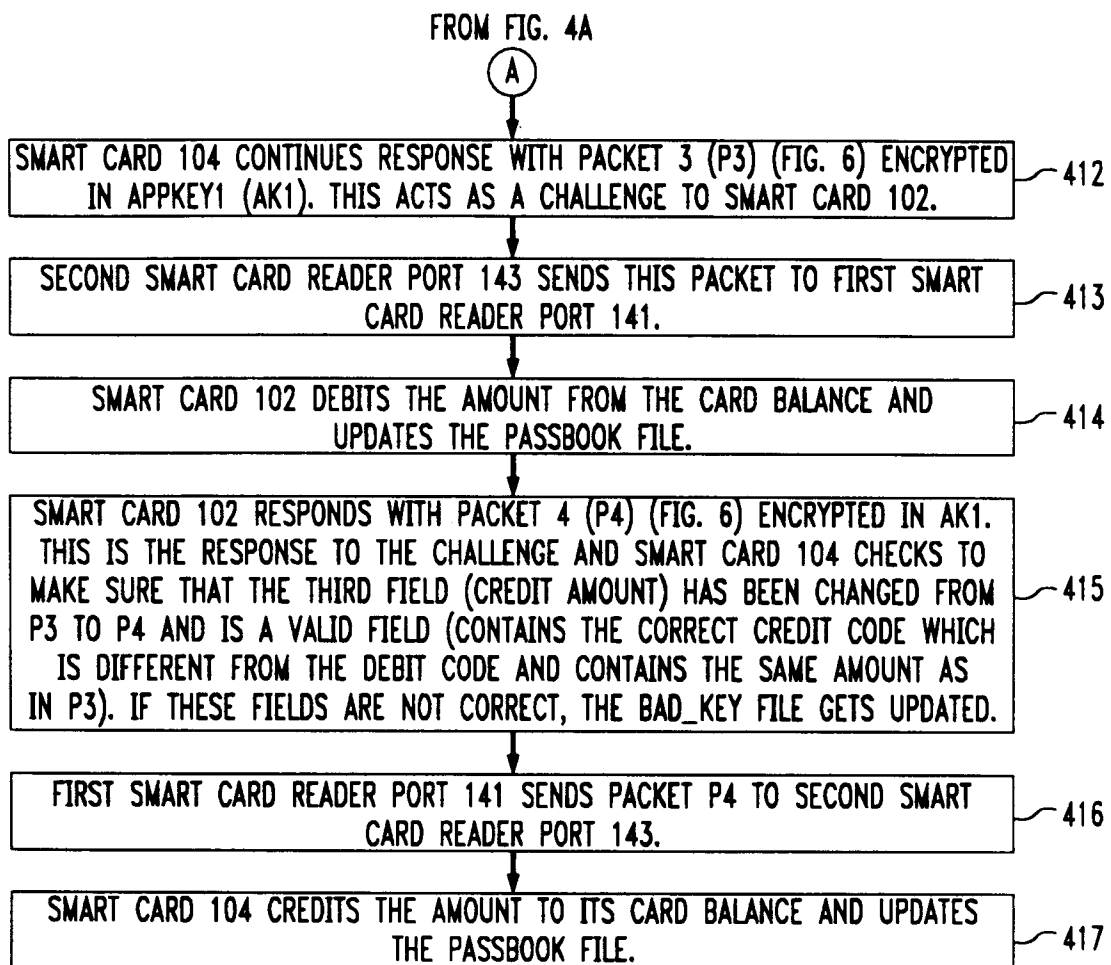 FROM FIG. 4A
A
SMART CARD 104 CONTINUES RESPONSE WITH PACKET 3 (P3) (FIG. 6) ENCRYPTED
IN APPKEY1 (AK1). THIS ACTS AS A CHALLENGE TO SMART CARD 102.
412
SECOND SMART CARD READER PORT 143 SENDS THIS PACKET TO FIRST SMART
CARD READER PORT 141.
413
SMART CARD 102 DEBITS THE AMOUNT FROM THE CARD BALANCE AND
UPDATES THE PASSBOOK FILE.
414
SMART CARD 102 RESPONDS WITH PACKET 4 (P4) (FIG. 6) ENCRYPTED IN AK1.
THIS IS THE RESPONSE TO THE CHALLENGE AND SMART CARD 104 CHECKS TO
MAKE SURE THAT THE THIRD FIELD (CREDIT AMOUNT) HAS BEEN CHANGED FROM
P3 TO P4 AND IS A VALID FIELD (CONTAINS THE CORRECT CREDIT CODE WHICH
IS DIFFERENT FROM THE DEBIT CODE AND CONTAINS THE SAME AMOUNT AS
IN P3). IF THESE FIELDS ARE NOT CORRECT, THE BAD_KEY FILE GETS UPDATED.
415
FIRST SMART CARD READER PORT 141 SENDS PACKET P4 TO SECOND SMART
CARD READER PORT 143.
416
SMART CARD 104 CREDITS THE AMOUNT TO ITS CARD BALANCE AND UPDATES
THE PASSBOOK FILE.
417